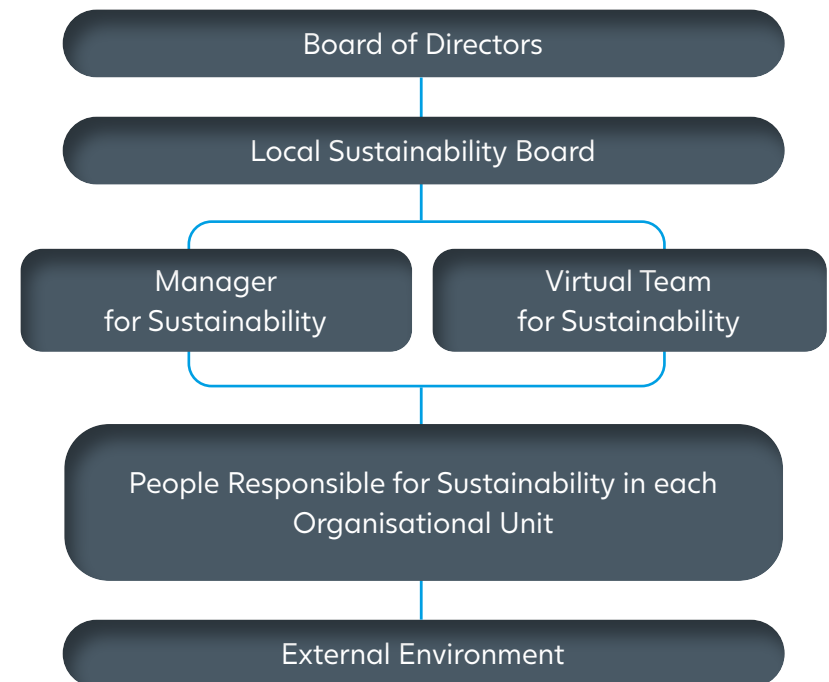 Board of Directors
Local Sustainability Board
Manager
for Sustainability
Virtual Team
for Sustainability
People Responsible for Sustainability in each
Organisational Unit
External Environment